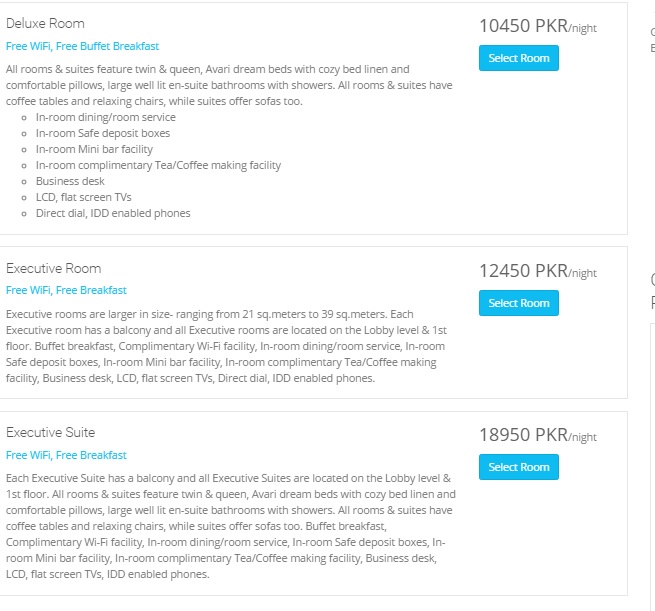 Deluxe Room
10450 PKR/night
Free WiFi, Free Buffet Breakfast
Select Room
All rooms & suites feature twin & queen, Avari dream beds with cozy bed linen and
comfortable pillows, large well lit en-suite bathrooms with showers. All rooms & suites have
coffee tables and relaxing chairs, while suites offer sofas too.
In-room dining/room service
In-room Safe deposit boxes
In-room Mini bar facility
In-room complimentary Tea/Coffee making facility
Business desk
LCD, flat screen TVs
Direct dial, IDD enabled phones
Executive Room
12450 PKR/night
Free WiFi, Free Breakfast
Select Room
Executive rooms are larger in size- ranging from 21 sq.meters to 39 sq.meters. Each
Executive room has a balcony and all Executive rooms are located on the Lobby level & 1st
floor. Buffet breakfast, Complimentary Wi-Fi facility, In-room dining/room service, In-room
Safe deposit boxes, In-room Mini bar facility, In-room complimentary Tea/Coffee making
facility, Business desk, LCD, flat screen TVs, Direct dial, IDD enabled phones.
Executive Suite
18950 PKR/night
Free WiFi, Free Breakfast
Select Room
Each Executive Suite has a balcony and all Executive Suites are located on the Lobby level &
1st floor. All rooms & suites feature twin & queen, Avari dream beds with cozy bed linen and
comfortable pillows, large well lit en-suite bathrooms with showers. All rooms & suites have
coffee tables and relaxing chairs, while suites offer sofas too. Buffet breakfast,
Complimentary Wi-Fi facility, In-room dining/room service, In-room Safe deposit boxes, In-
room Mini bar facility, In-room complimentary Tea/Coffee making facility, Business desk,
LCD, flat screen TVs, IDD enabled phones.